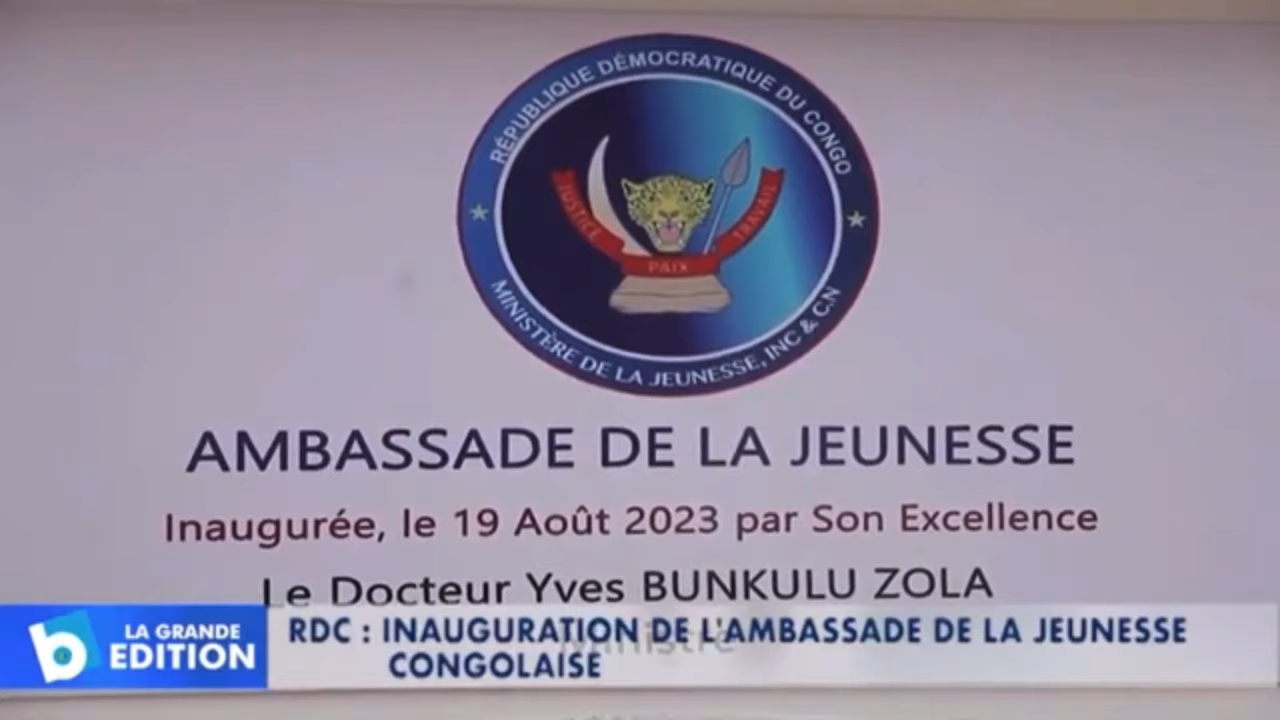 RÉPUBLIQUE DÉMOCRATIQUE DU CONGO
JUSTICE
PAIX
TRAVAIL
MINISTÈRE DE LA JEUNESSE, INC & C.N
AMBASSADE DE LA JEUNESSE
Inaugurée, le 19 Août 2023 par Son Excellence
Le Docteur Yves BUNKULU ZOLA
Ministre
b
LA GRANDE
EDITION
RDC : INAUGURATION DE L'AMBASSADE DE LA JEUNESSE
CONGOLAISE